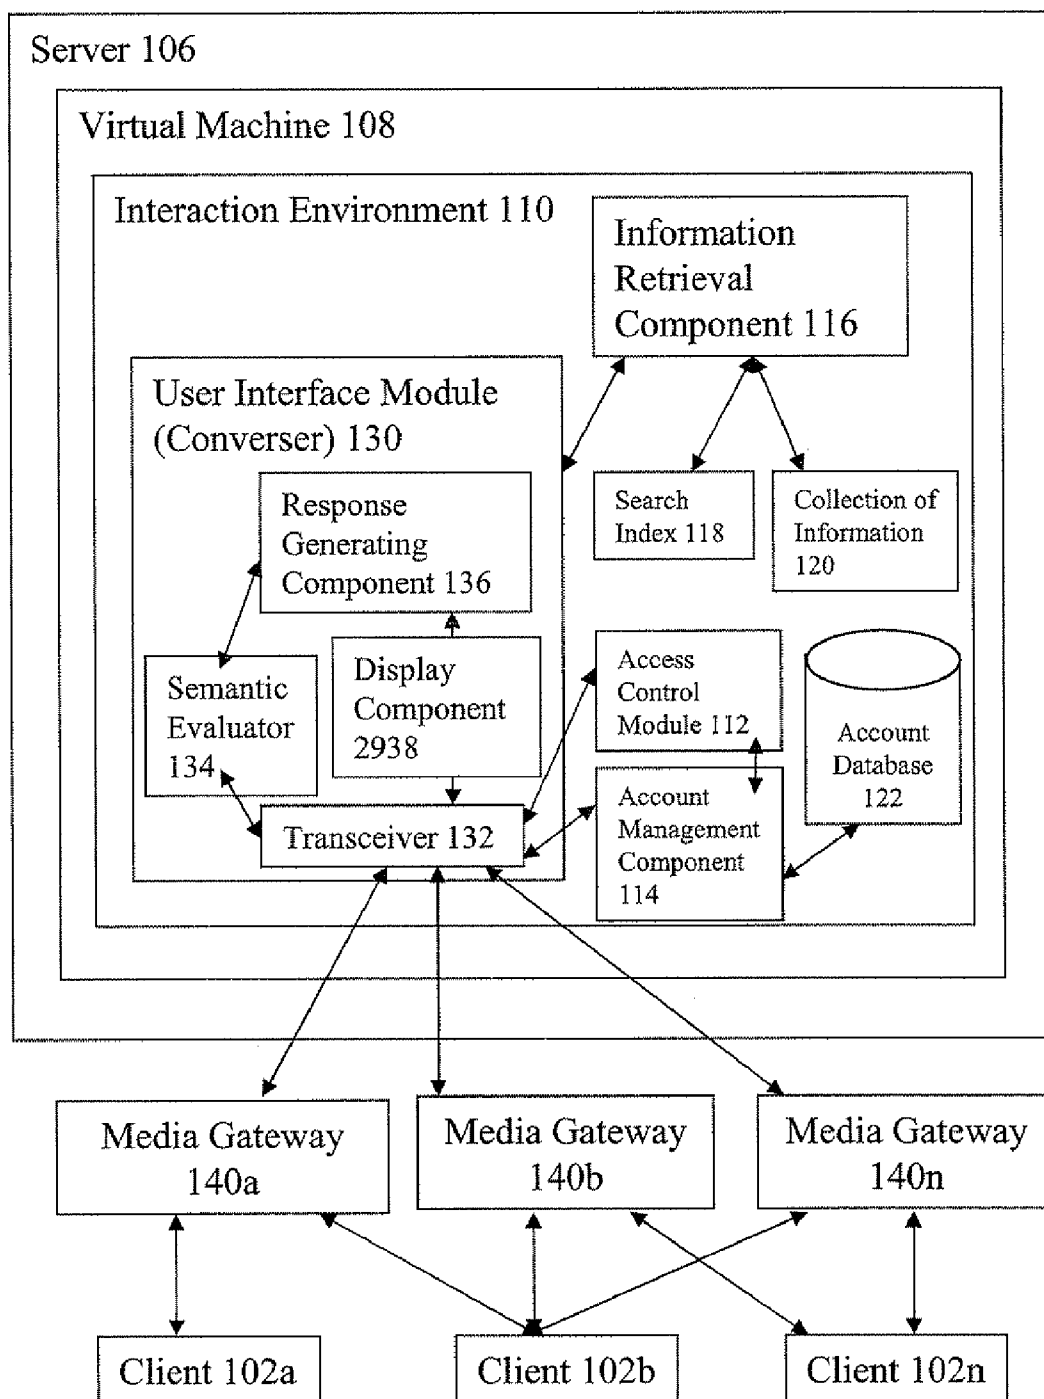 Server 106
Virtual Machine 108
Interaction Environment 110
Information
Retrieval
Component 116
User Interface Module
(Converser) 130
Response
Generating
Component 136
Search
Index 118
Collection of
Information
120
Semantic
Evaluator
134
Display
Component
2938
Access
Control
Module 112
Account
Database
122
Transceiver 132
Account
Management
Component
114
Media Gateway
140a
Media Gateway
140b
Media Gateway
140n
Client 102a
Client 102b
Client 102n